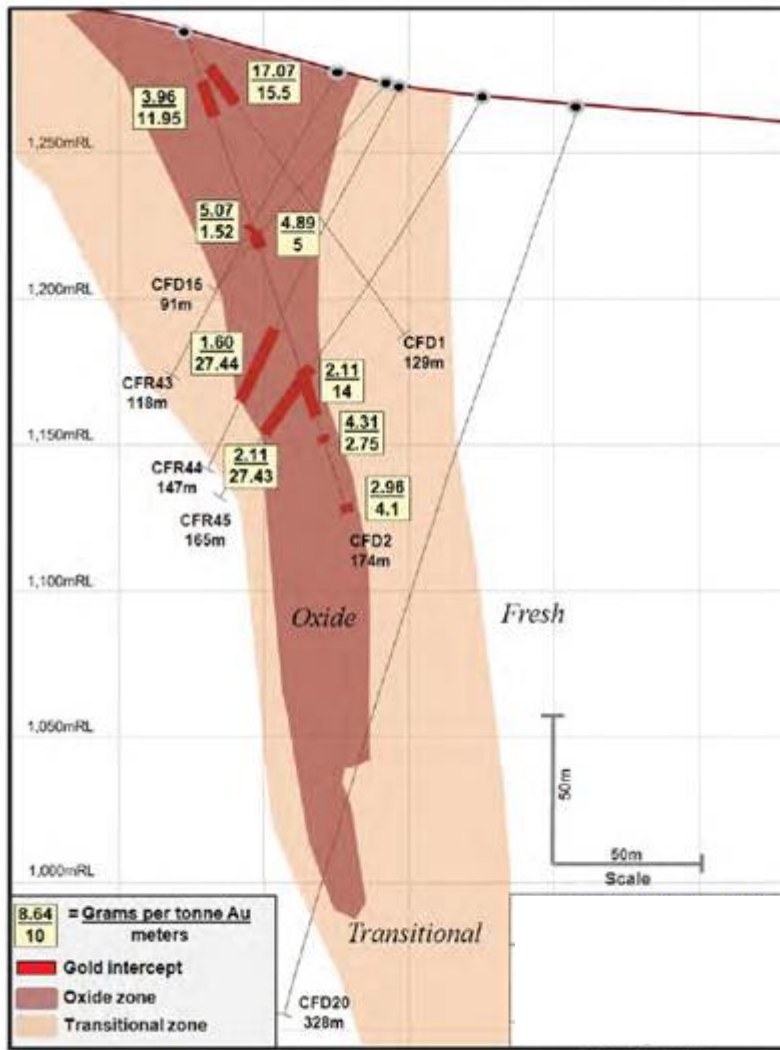 17.07
15.5
3.96
11.95
1,250mRL
5.07
1.52
4.89
5
CFD15
91m
1,200mRL
CFD1
129m
1.60
27.44
CFR43
118m
2.11
14
4.31
2.75
1,150mRL
CFR44
147m
2.11
27.43
2.96
4.1
CFR45
165m
CFD2
174m
1,100mRL
Oxide
Fresh
1,050mRL
50m
50m
Scale
1,000mRL
8.64
10
= Grams per tonne Au
meters
Transitional
Gold intercept
Oxide zone
Transitional zone
CFD20
328m